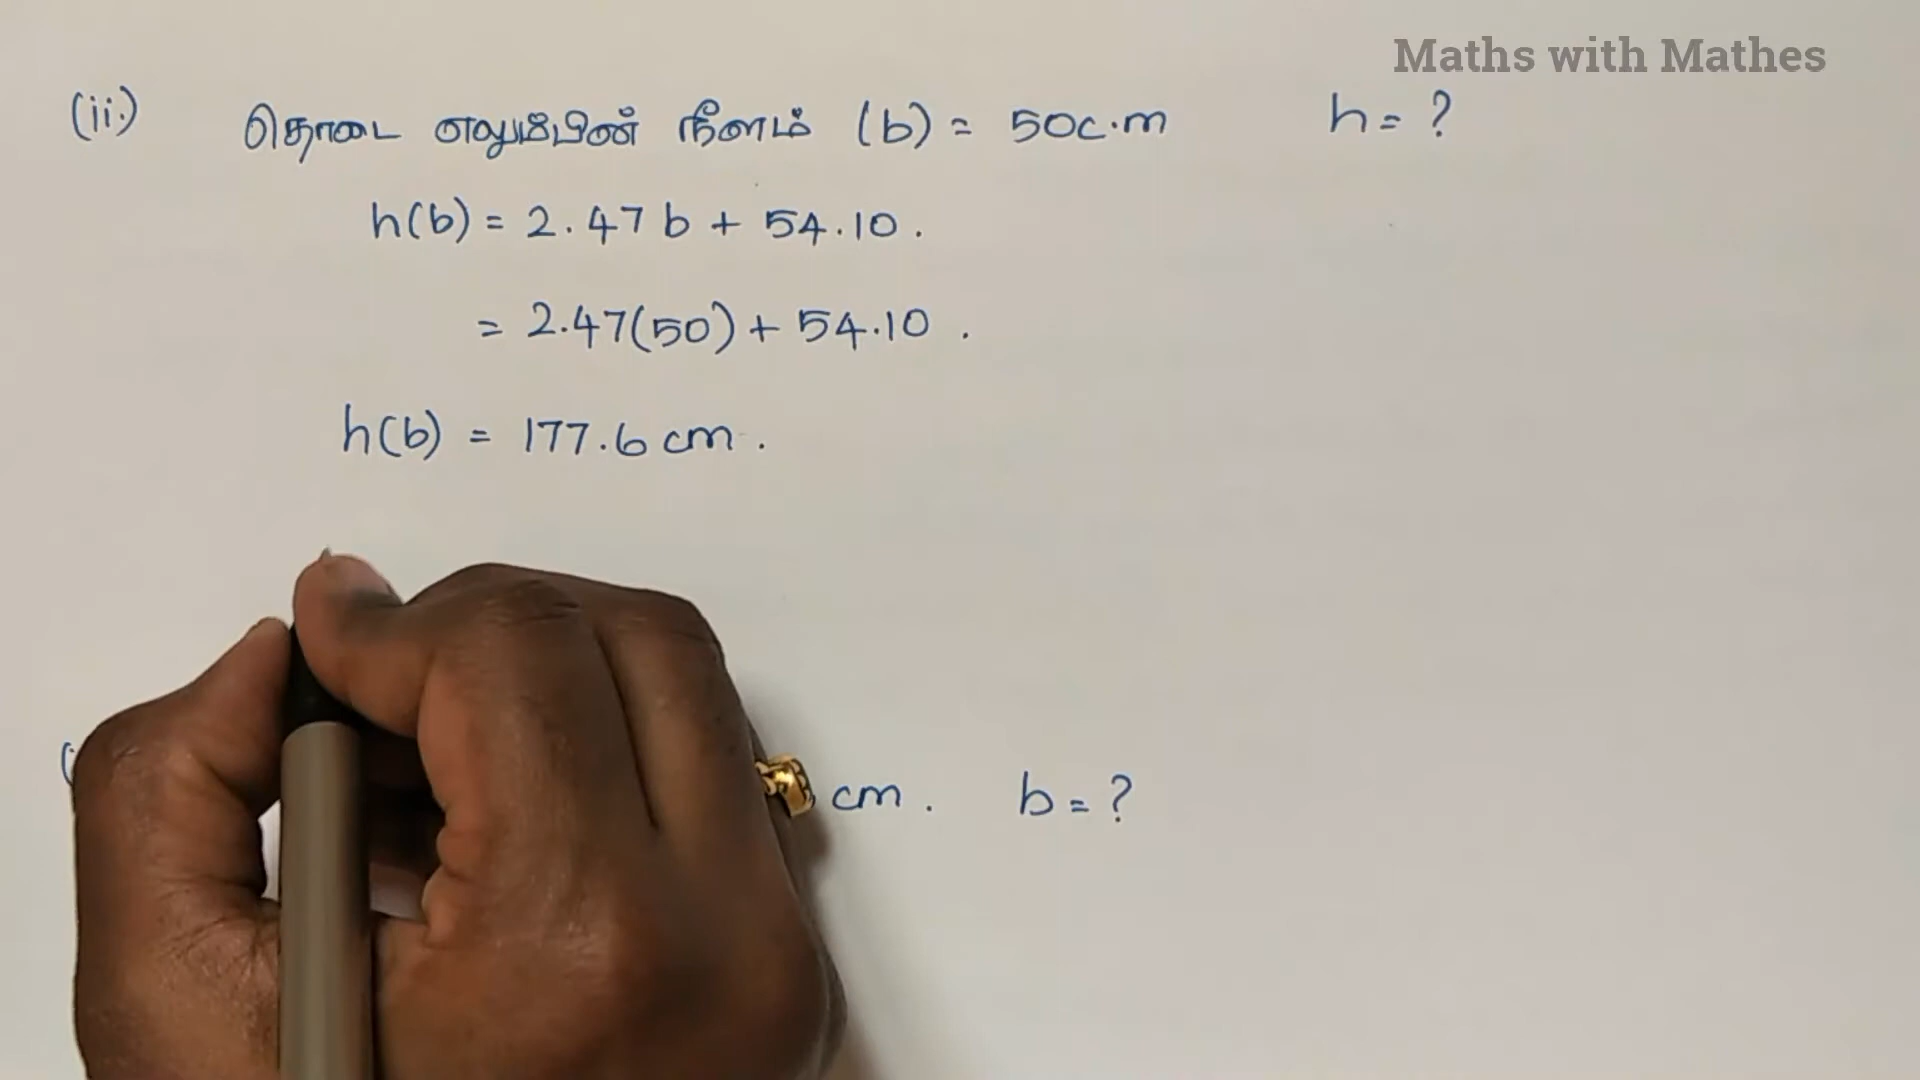 Maths with Mathes
(ii) தொடை எலும்பின் நீளம் (b) = 50c.m h = ?
h(b) = 2.47 b + 54.10 .
= 2.47(50) + 54.10 .
h(b) = 177.6 cm .
cm . b = ?